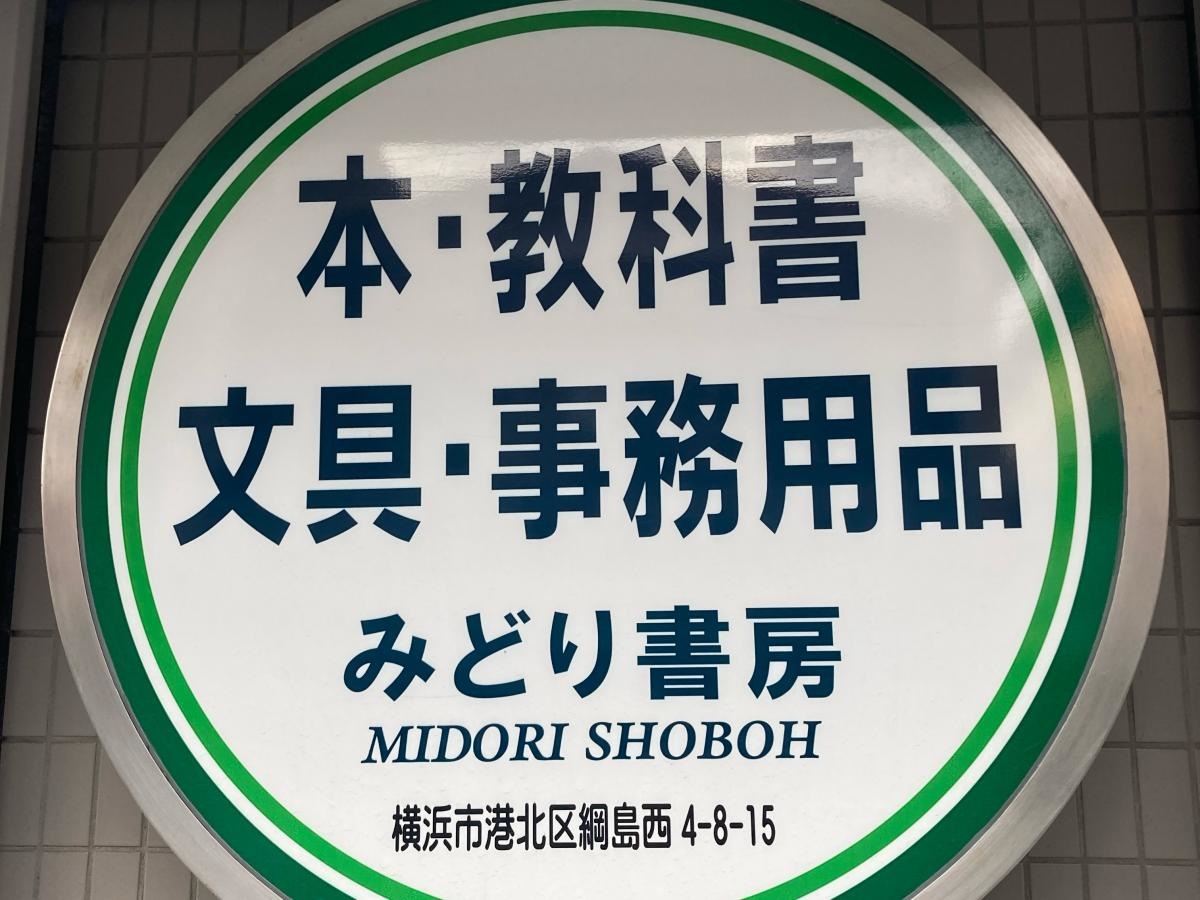 本・教科書
文具・事務用品
みどり書房
MIDORI SHOBOH
横浜市港北区綱島西 4-8-15